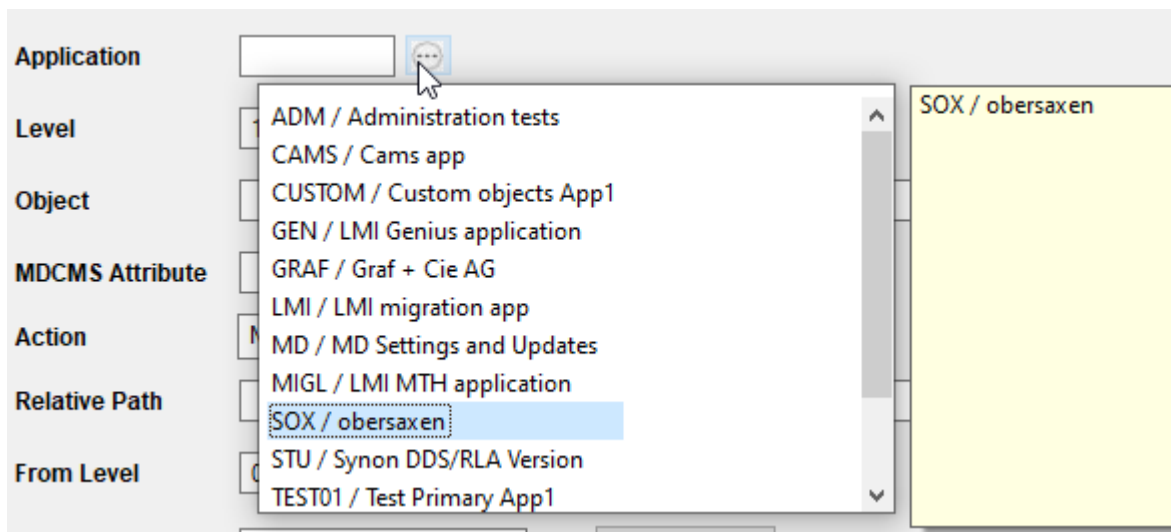 Application
ADM / Administration tests
SOX / obersaxen
Level
CAMS / Cams app
CUSTOM / Custom objects App1
Object
GEN / LMI Genius application
MDCMS Attribute
GRAF / Graf + Cie AG
LMI / LMI migration app
Action
MD / MD Settings and Updates
MIGL / LMI MTH application
Relative Path
SOX / obersaxen
STU / Synon DDS/RLA Version
From Level
TEST01 / Test Primary App1